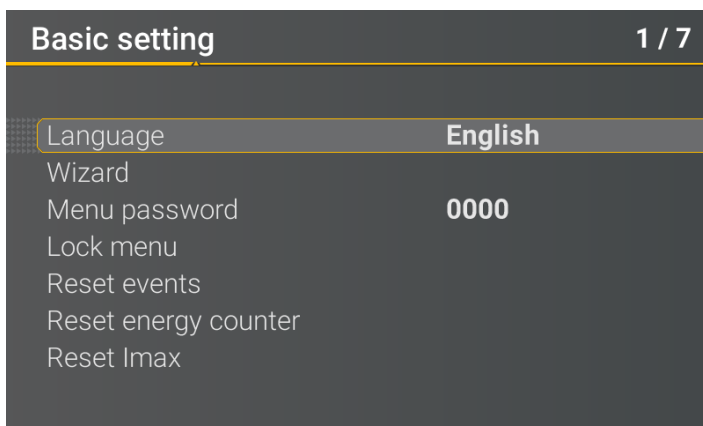 Basic setting 1 / 7
Language English
Wizard
Menu password 0000
Lock menu
Reset events
Reset energy counter
Reset Imax